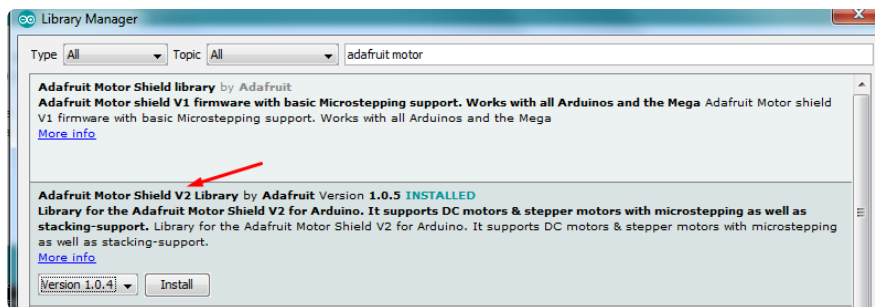 Library Manager
Type All Topic All adafruit motor
Adafruit Motor Shield library by Adafruit
Adafruit Motor shield V1 firmware with basic Microstepping support. Works with all Arduinos and the Mega Adafruit Motor shield
V1 firmware with basic Microstepping support. Works with all Arduinos and the Mega
More info
Adafruit Motor Shield V2 Library by Adafruit Version 1.0.5 INSTALLED
Library for the Adafruit Motor Shield V2 for Arduino. It supports DC motors & stepper motors with microstepping as well as
stacking-support. Library for the Adafruit Motor Shield V2 for Arduino. It supports DC motors & stepper motors with microstepping
as well as stacking-support.
More info
Version 1.0.4 Install